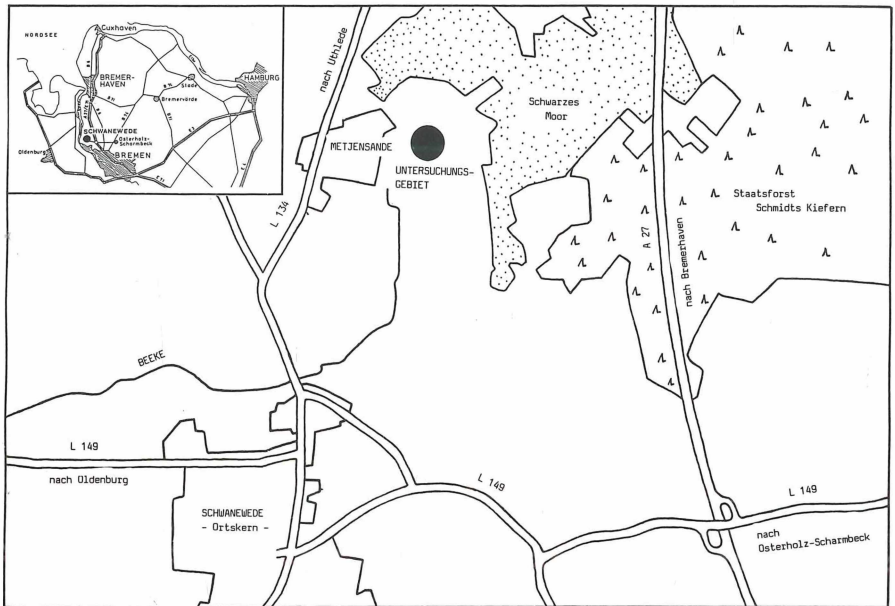 NORDSEE
Cuxhaven
BREMER-
HAVEN
Stade
HAMBURG
Bremervörde
SCHWANEWEDE
Osterholz-
Scharmbeck
Oldenburg
BREMEN
B 71
nach Uthlede
METJENSANDE
UNTERSUCHUNGS-
GEBIET
Schwarzes
Moor
Staatsforst
Schmidts Kiefern
L 134
A 27
nach Bremerhaven
BEEKE
L 149
nach Oldenburg
SCHWANEWEDE
- Ortskern -
L 149
L 149
nach
Osterholz-Scharmbeck